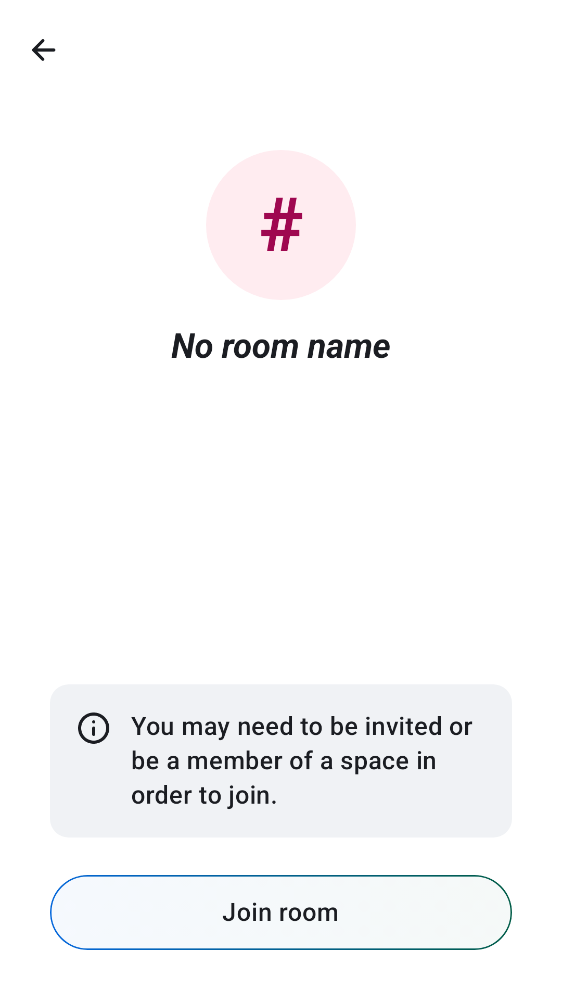 #
No room name
You may need to be invited or
be a member of a space in
order to join.
Join room